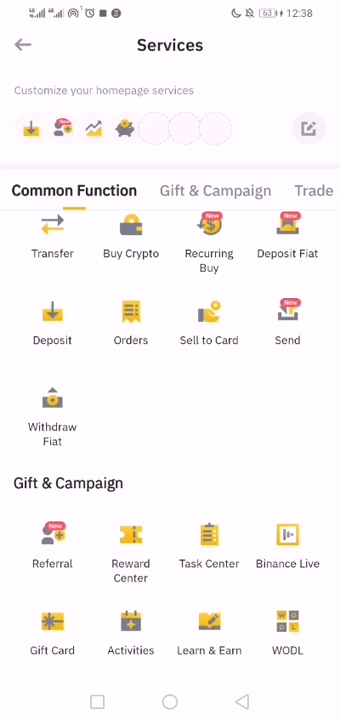 63 12:38
Services
Customize your homepage services
Common Function Gift & Campaign Trade
New New
Transfer Buy Crypto Recurring Buy Deposit Fiat
New
Deposit Orders Sell to Card Send
Withdraw Fiat
Gift & Campaign
New
Referral Reward Center Task Center Binance Live
W O D L
Gift Card Activities Learn & Earn WODL